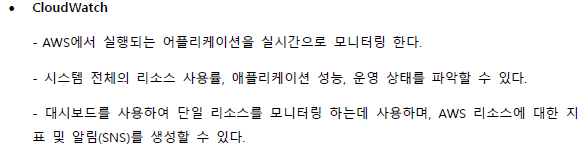 ● CloudWatch
- AWS에서 실행되는 어플리케이션을 실시간으로 모니터링 한다.
- 시스템 전체의 리소스 사용률, 애플리케이션 성능, 운영 상태를 파악할 수 있다.
- 대시보드를 사용하여 단일 리소스를 모니터링 하는데 사용하며, AWS 리소스에 대한 지
표 및 알림(SNS)를 생성할 수 있다.